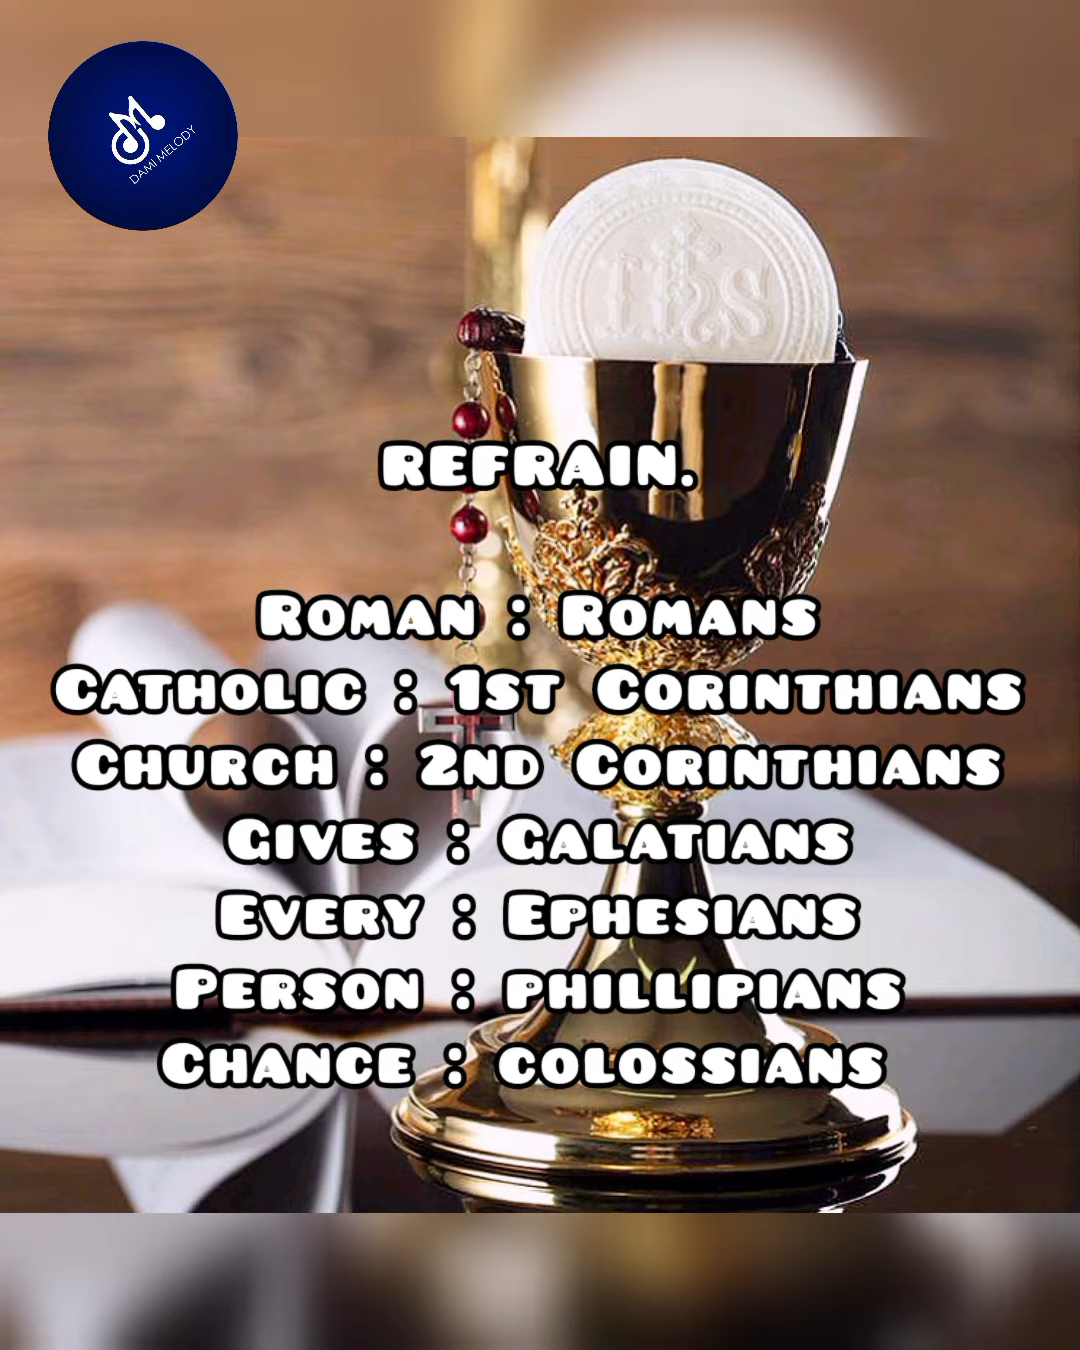 DAMI MELODY
IHS
REFRAIN.
Roman : Romans
Catholic : 1st Corinthians
Church : 2nd Corinthians
Gives : Galatians
Every : Ephesians
Person : phillipians
Chance : colossians